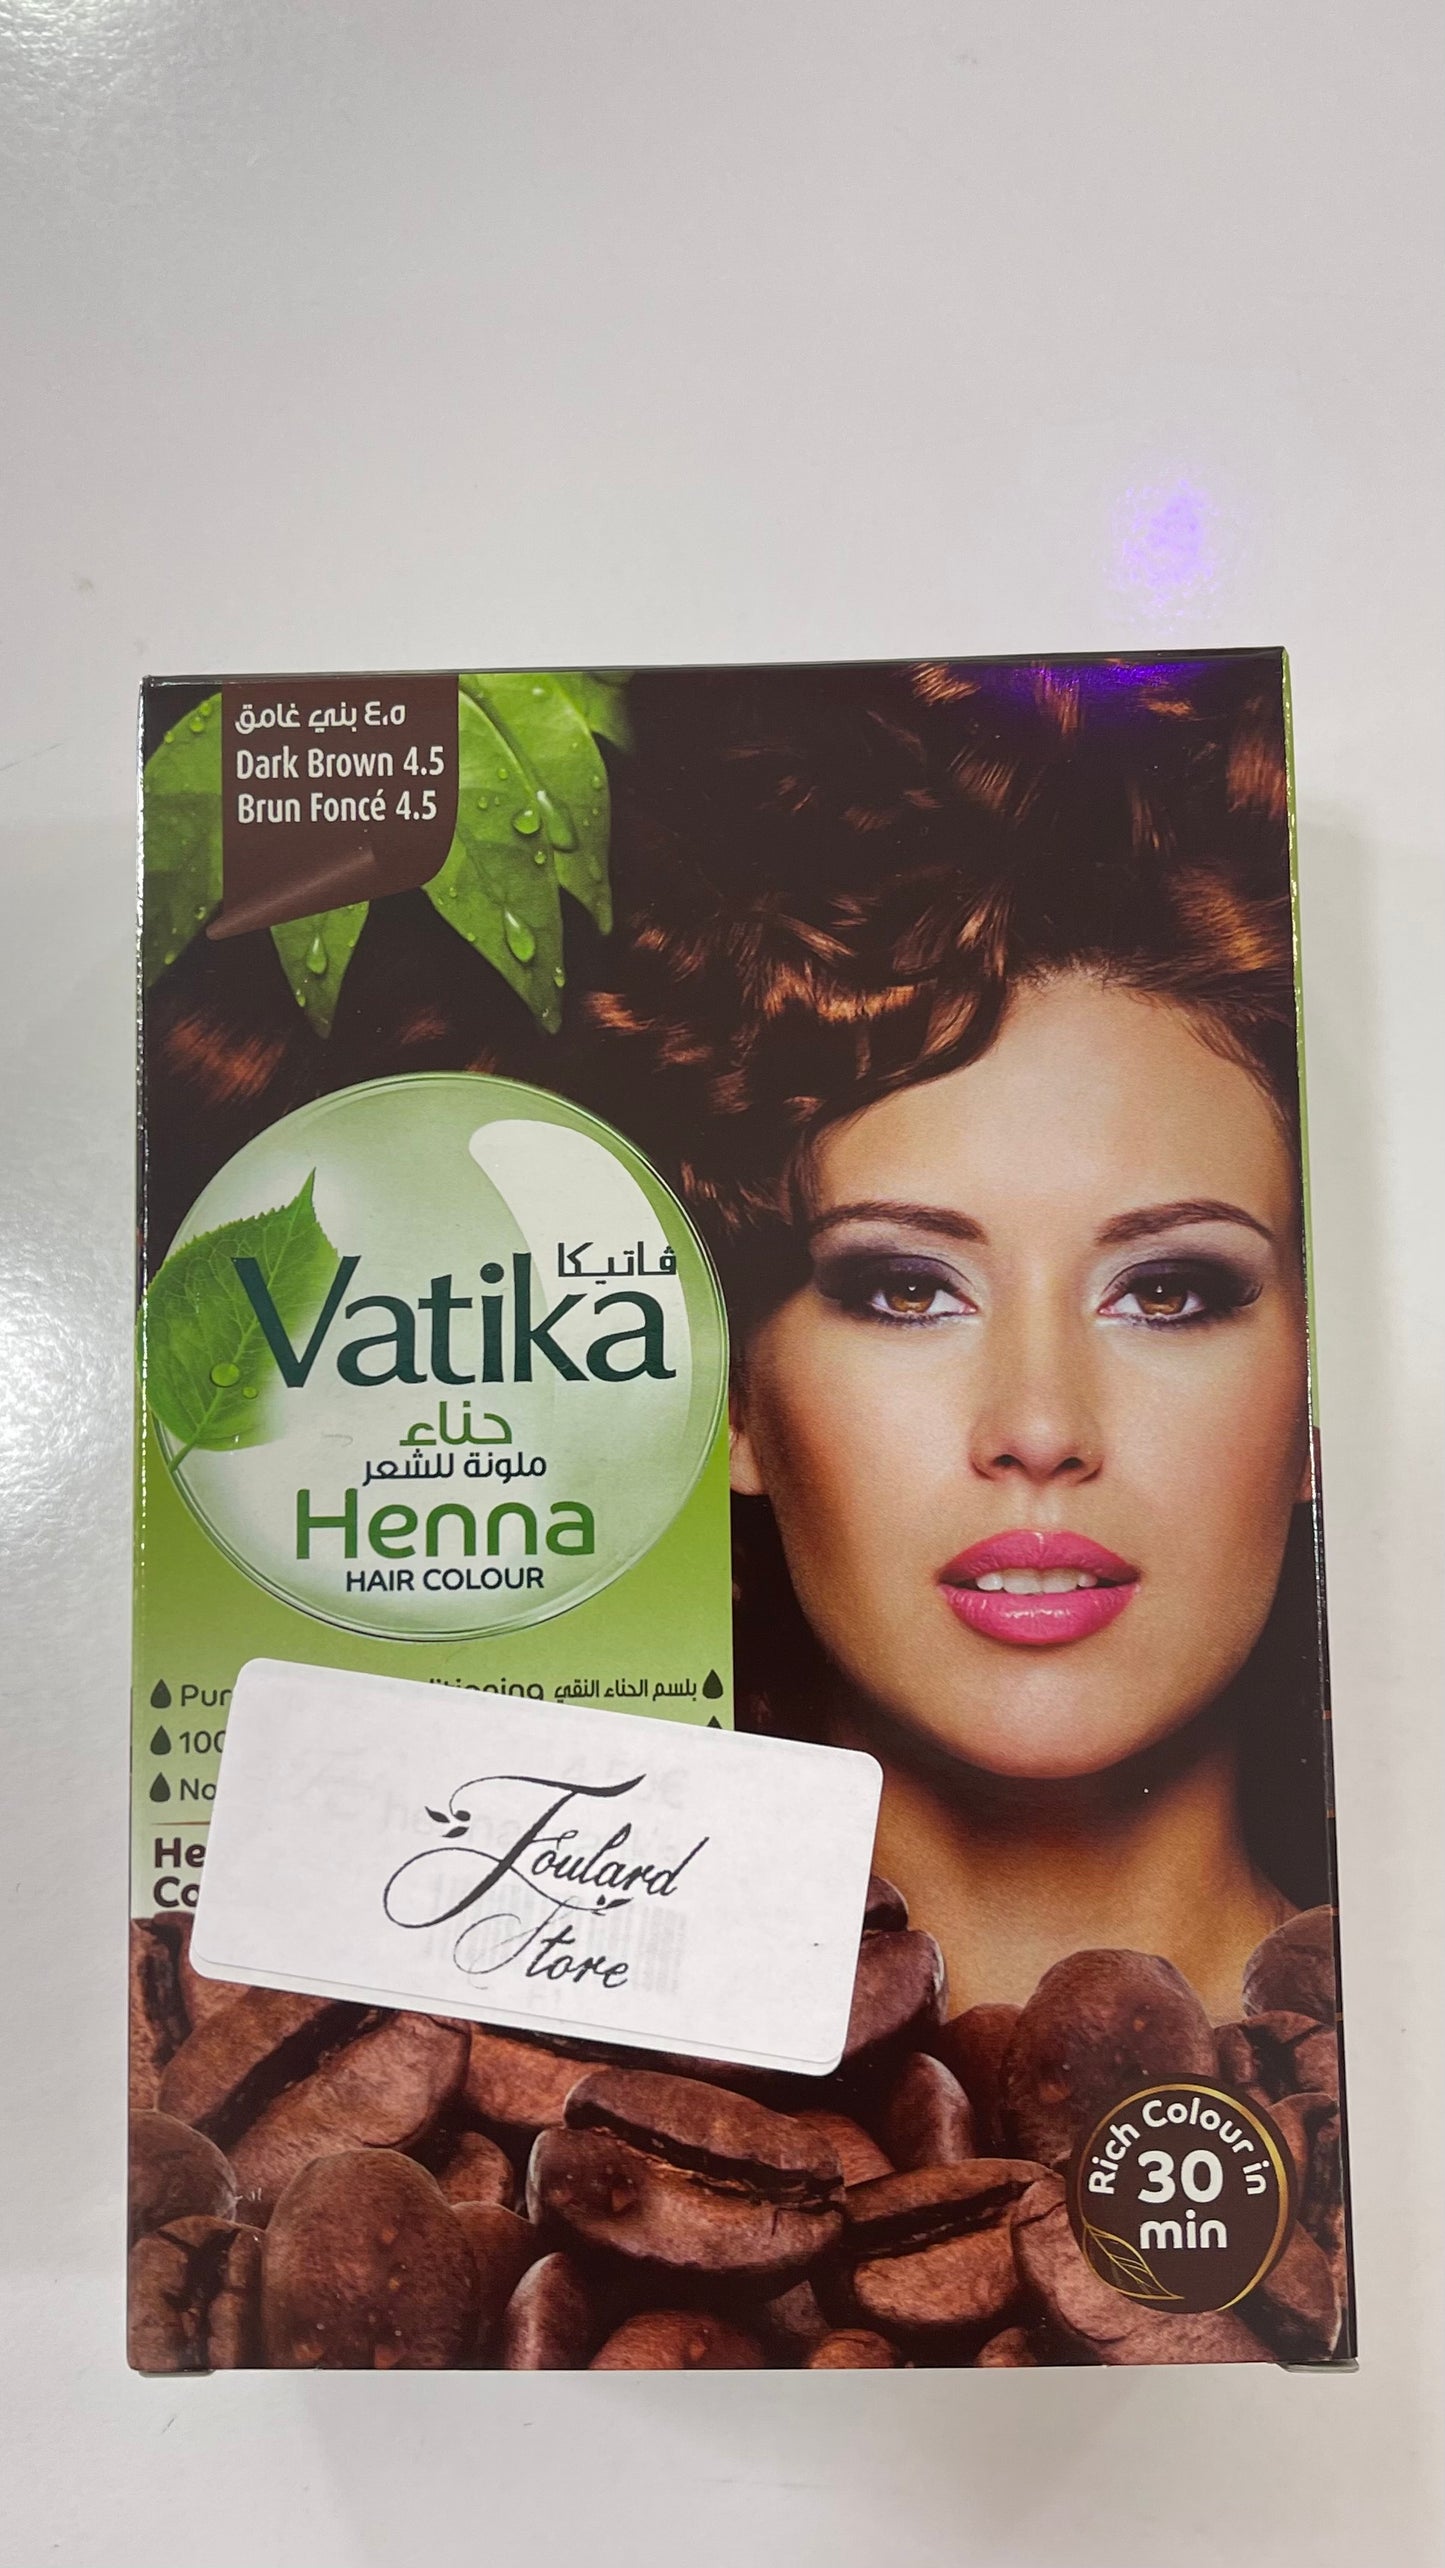 ٤,٥ بني غامق
Dark Brown 4.5
Brun Foncé 4.5
ڤاتيكا
Vatika
حناء
ملونة للشعر
Henna
HAIR COLOUR
بلسم الحناء النقي
Foulard
Store
Rich Colour in
30
min